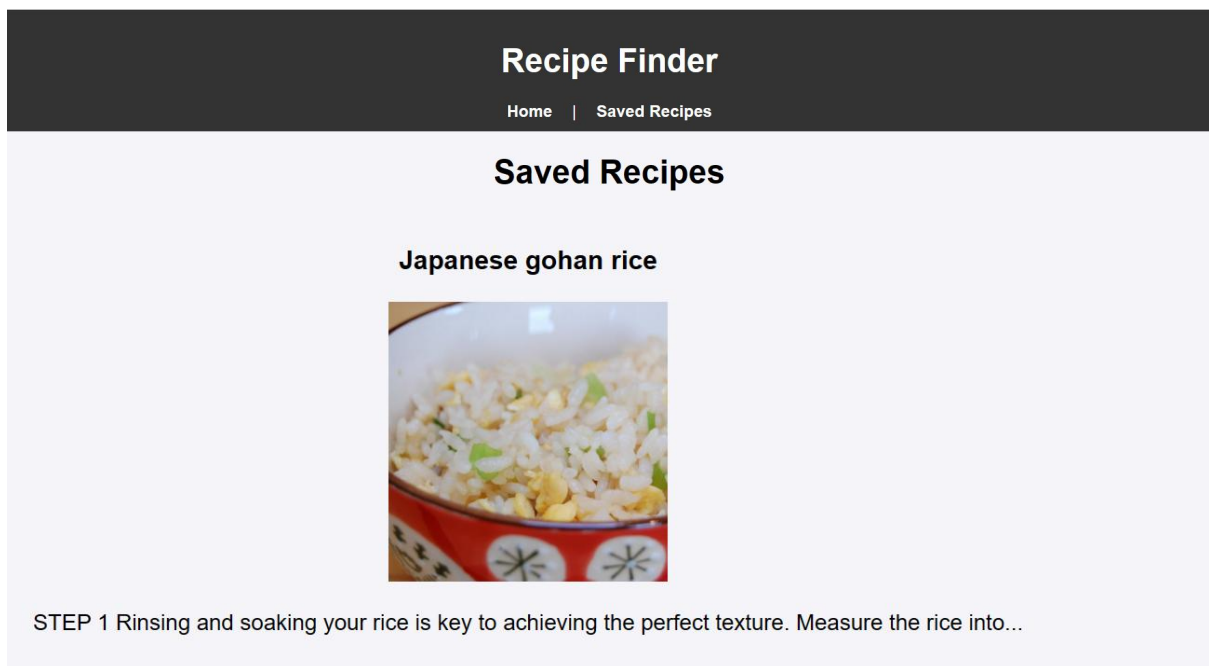 Recipe Finder
Home | Saved Recipes
Saved Recipes
Japanese gohan rice
STEP 1 Rinsing and soaking your rice is key to achieving the perfect texture. Measure the rice into...